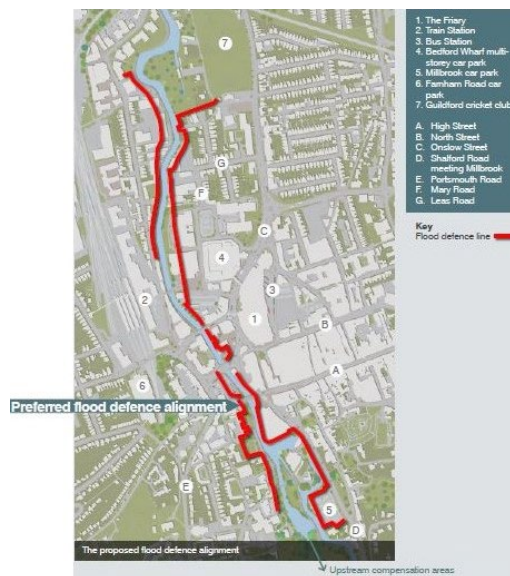 1. The Friary
2. Train Station
3. Bus Station
4. Bedford Wharf multi-
storey car park
5. Millbrook car park
6. Farnham Road car
park
7. Guildford cricket club
A. High Street
B. North Street
C. Onslow Street
D. Shalford Road
meeting Millbrook
E. Portsmouth Road
F. Mary Road
G. Leas Road
Key
Flood defence line
7
G
F
C
4
3
2
1
B
A
6
Preferred flood defence alignment
E
5
D
The proposed flood defence alignment
Upstream compensation areas